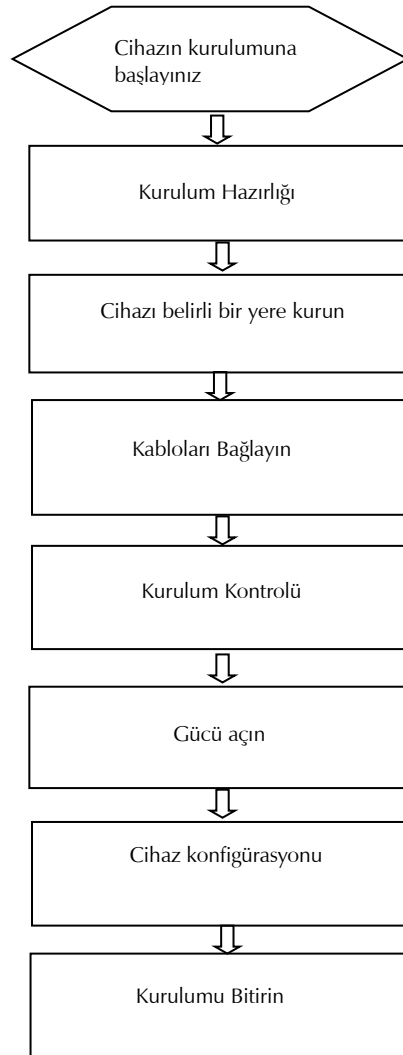 Cihazın kurulumuna
başlayınız
Kurulum Hazırlığı
Cihazı belirli bir yere kurun
Kabloları Bağlayın
Kurulum Kontrolü
Gücü açın
Cihaz konfigürasyonu
Kurulumu Bitirin